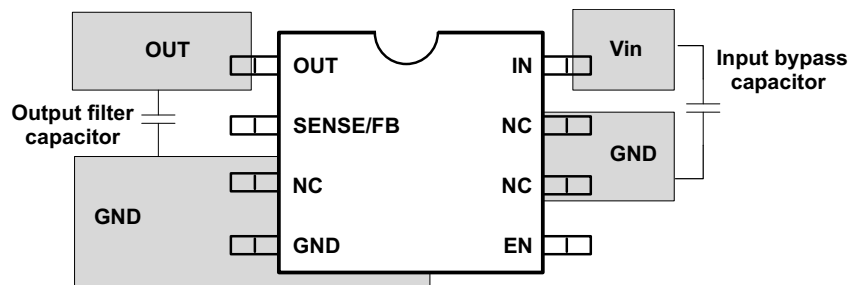 OUT
OUT
IN
Vin
Input bypass
capacitor
Output filter
capacitor
SENSE/FB
NC
GND
GND
NC
NC
GND
EN